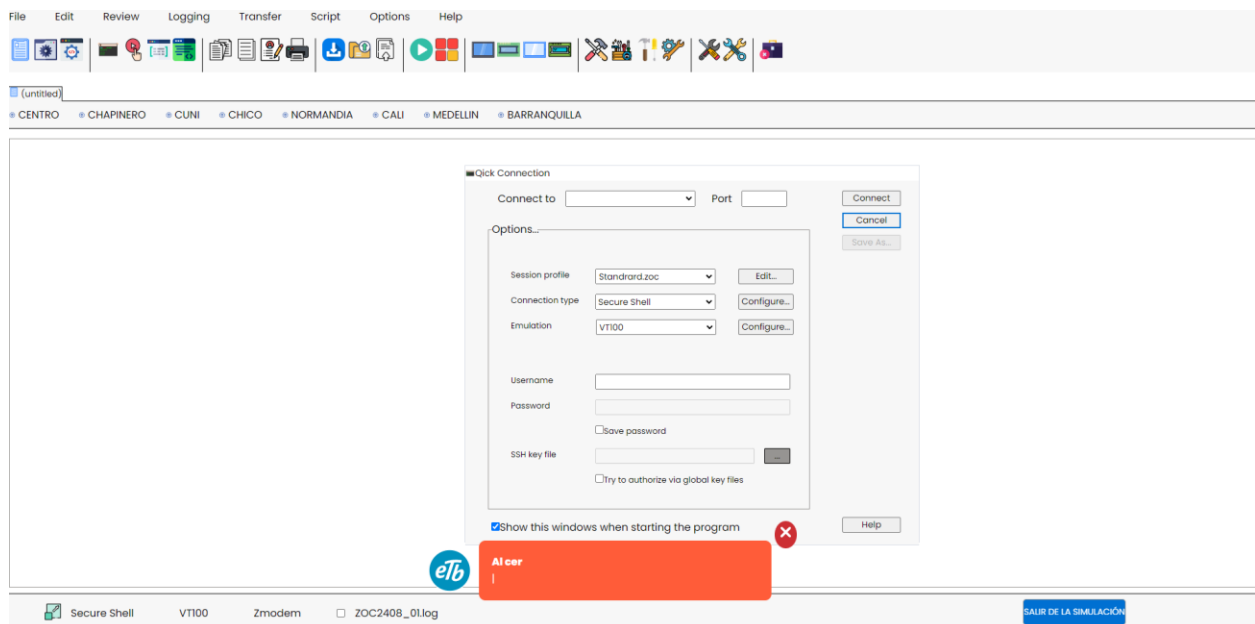 File Edit Review Logging Transfer Script Options Help
(untitled)
CENTRO CHAPINERO CUNI CHICO NORMANDIA CALI MEDELLIN BARRANQUILLA
Qick Connection
Connect to Port Connect
Cancel
Options...
Save As...
Session profile Standrard.zoc Edit...
Connection type Secure Shell Configure...
Emulation VT100 Configure...
Username
Password
Save password
SSH key file ...
Try to authorize via global key files
Show this windows when starting the program Help
Al cer
eTb
Secure Shell VT100 Zmodem ZOC2408_01.log SALIR DE LA SIMULACIÓN